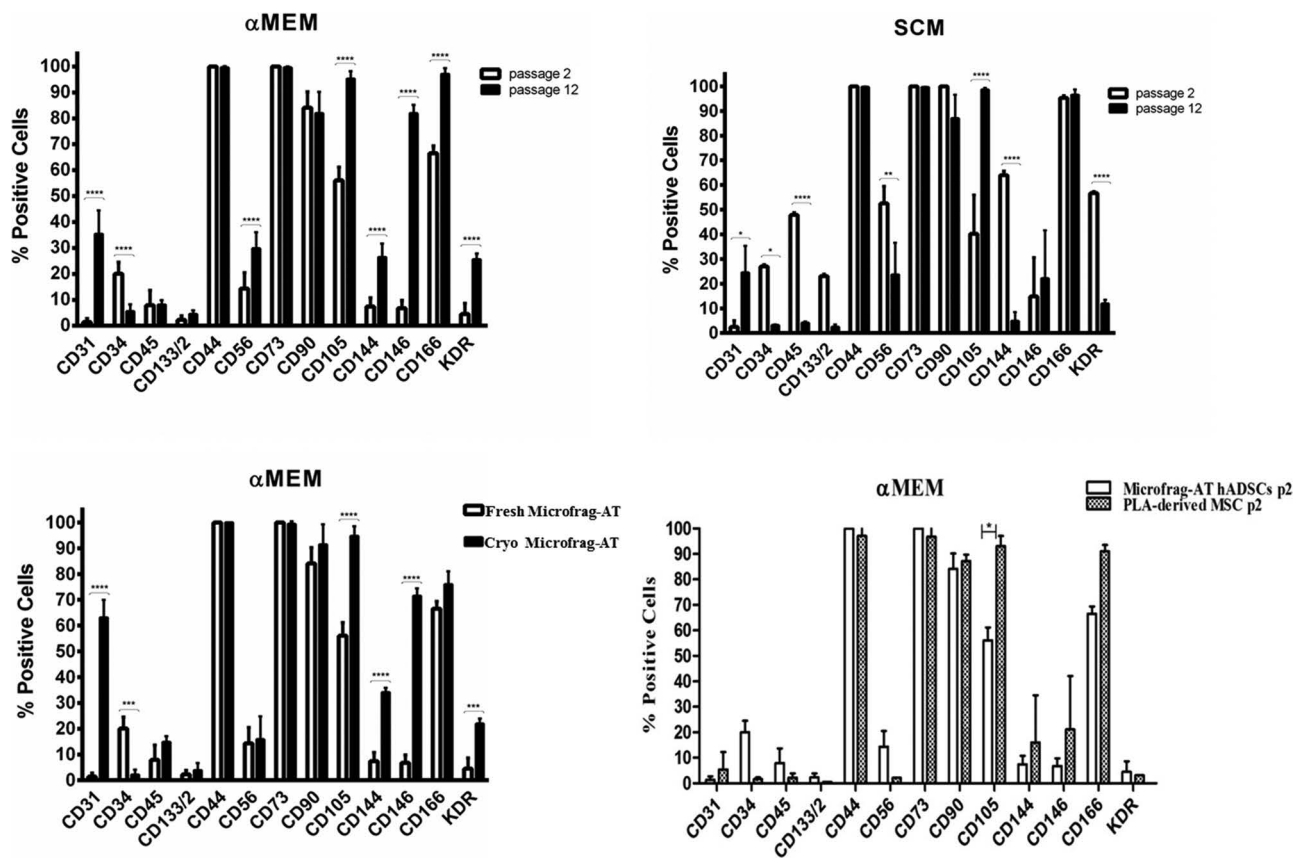 αMEM
% Positive Cells
100
90
80
70
60
50
40
30
20
10
0
passage 2
passage 12
****
****
****
****
****
****
****
****
CD31
CD34
CD45
CD133/2
CD44
CD56
CD73
CD90
CD105
CD144
CD146
CD166
KDR
SCM
% Positive Cells
100
90
80
70
60
50
40
30
20
10
0
passage 2
passage 12
*
*
****
**
****
****
****
CD31
CD34
CD45
CD133/2
CD44
CD56
CD73
CD90
CD105
CD144
CD146
CD166
KDR
αMEM
% Positive Cells
100
90
80
70
60
50
40
30
20
10
0
Fresh Microfrag-AT
Cryo Microfrag-AT
****
***
****
****
****
***
CD31
CD34
CD45
CD133/2
CD44
CD56
CD73
CD90
CD105
CD144
CD146
CD166
KDR
αMEM
% Positive Cells
100
90
80
70
60
50
40
30
20
10
0
Microfrag-AT hADSCs p2
PLA-derived MSC p2
*
CD31
CD34
CD45
CD133/2
CD44
CD56
CD73
CD90
CD105
CD144
CD146
CD166
KDR